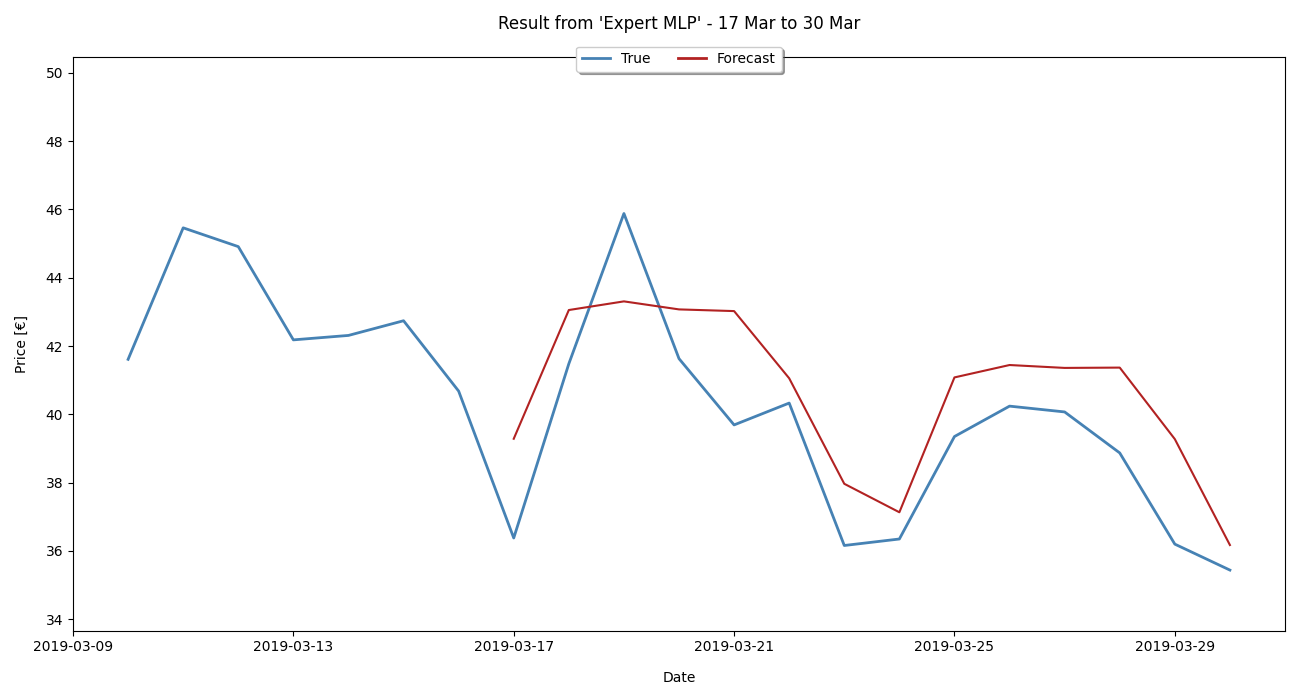 Result from 'Expert MLP' - 17 Mar to 30 Mar
True Forecast
50
48
46
44
42
40
38
36
34
Price [€]
2019-03-09 2019-03-13 2019-03-17 2019-03-21 2019-03-25 2019-03-29
Date